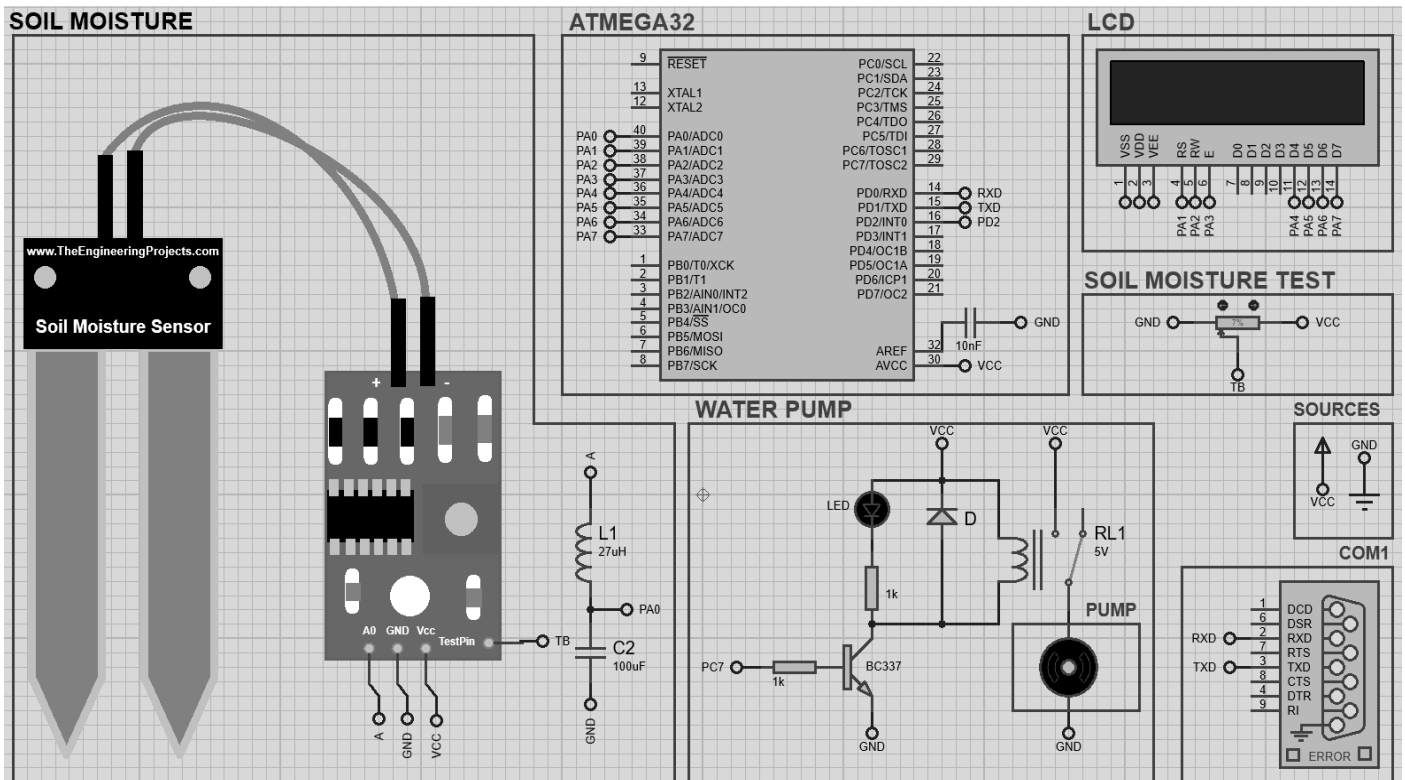 SOIL MOISTURE
www.TheEngineeringProjects.com
Soil Moisture Sensor
+ -
A0 GND Vcc
TestPin
TB
A
GND
VCC
A
L1
27uH
PA0
C2
100uF
GND
ATMEGA32
9 RESET
13 XTAL1
12 XTAL2
PA0 40 PA0/ADC0
PA1 39 PA1/ADC1
PA2 38 PA2/ADC2
PA3 37 PA3/ADC3
PA4 36 PA4/ADC4
PA5 35 PA5/ADC5
PA6 34 PA6/ADC6
PA7 33 PA7/ADC7
1 PB0/T0/XCK
2 PB1/T1
3 PB2/AIN0/INT2
4 PB3/AIN1/OC0
5 PB4/SS
6 PB5/MOSI
7 PB6/MISO
8 PB7/SCK
PC0/SCL 22
PC1/SDA 23
PC2/TCK 24
PC3/TMS 25
PC4/TDO 26
PC5/TDI 27
PC6/TOSC1 28
PC7/TOSC2 29
PD0/RXD 14 RXD
PD1/TXD 15 TXD
PD2/INT0 16 PD2
PD3/INT1 17
PD4/OC1B 18
PD5/OC1A 19
PD6/ICP1 20
PD7/OC2 21
AREF 32
AVCC 30 VCC
10nF
GND
LCD
VSS VDD VEE RS RW E D0 D1 D2 D3 D4 D5 D6 D7
1 2 3 4 5 6 7 8 9 10 11 12 13 14
PA1 PA2 PA3 PA4 PA5 PA6 PA7
SOIL MOISTURE TEST
GND 7% VCC
TB
WATER PUMP
VCC VCC
LED
D
RL1
5V
1k
PC7
1k
BC337
GND
PUMP
GND
SOURCES
VCC
GND
COM1
1 DCD
6 DSR
RXD 2 RXD
7 RTS
TXD 3 TXD
8 CTS
4 DTR
9 RI
ERROR